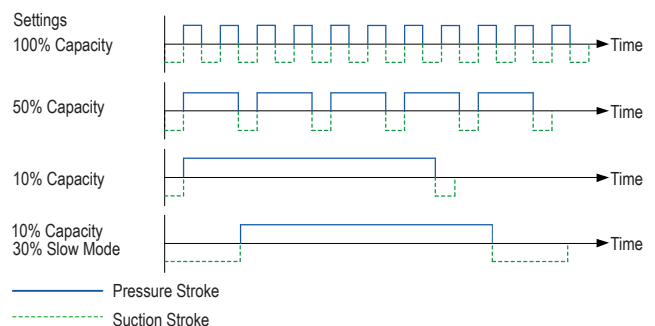 Settings
100% Capacity
Time
50% Capacity
Time
10% Capacity
Time
10% Capacity
30% Slow Mode
Time
Pressure Stroke
Suction Stroke